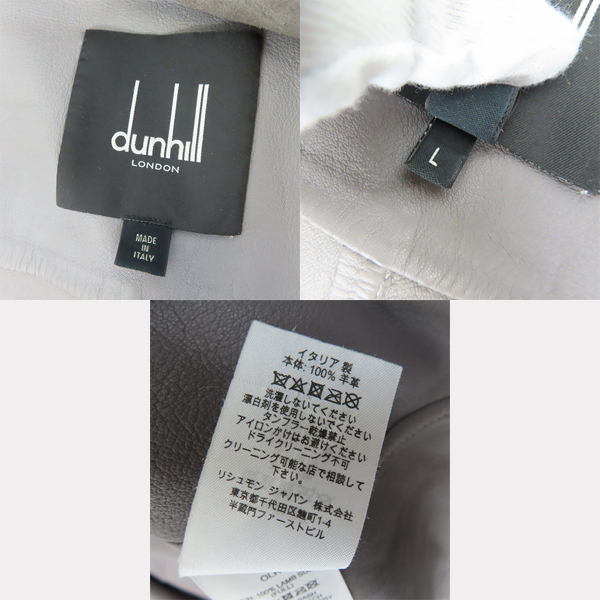 dunhill
LONDON
MADE
IN ITALY
L
イタリア製
本体: 100% 羊革
洗濯しないでください
漂白剤を使用しないでください
タンブラー乾燥禁止
アイロンがけはお避けください
ドライクリーニング不可
クリーニング可能な店で相談して
下さい。
リシュモン ジャパン 株式会社
東京都千代田区麹町1-4
半蔵門ファーストビル
100% LAMB